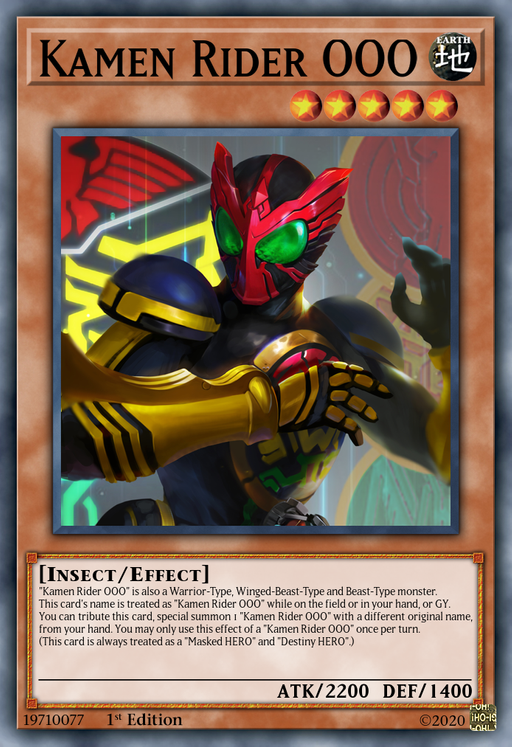 KAMEN RIDER OOO
EARTH
地
[INSECT/EFFECT]
"Kamen Rider OOO" is also a Warrior-Type, Winged-Beast-Type and Beast-Type monster.
This card's name is treated as "Kamen Rider OOO" while on the field or in your hand, or GY.
You can tribute this card, special summon 1 "Kamen Rider OOO" with a different original name,
from your hand. You may only use this effect of a "Kamen Rider OOO" once per turn.
(This card is always treated as a "Masked HERO" and "Destiny HERO".)
ATK/2200 DEF/1400
19710077 1st Edition ©2020